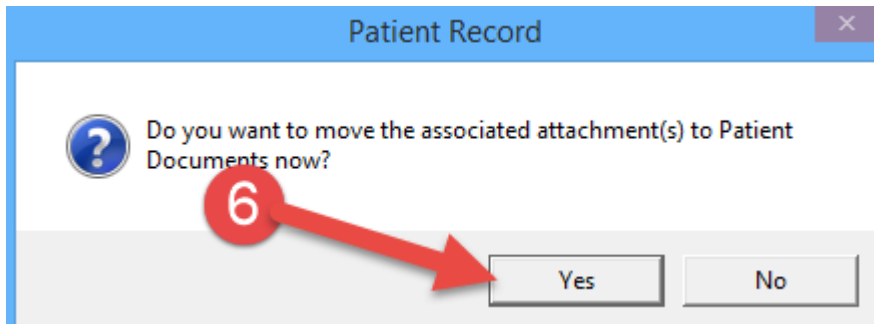 Patient Record
Do you want to move the associated attachment(s) to Patient
Documents now?
6
Yes
No